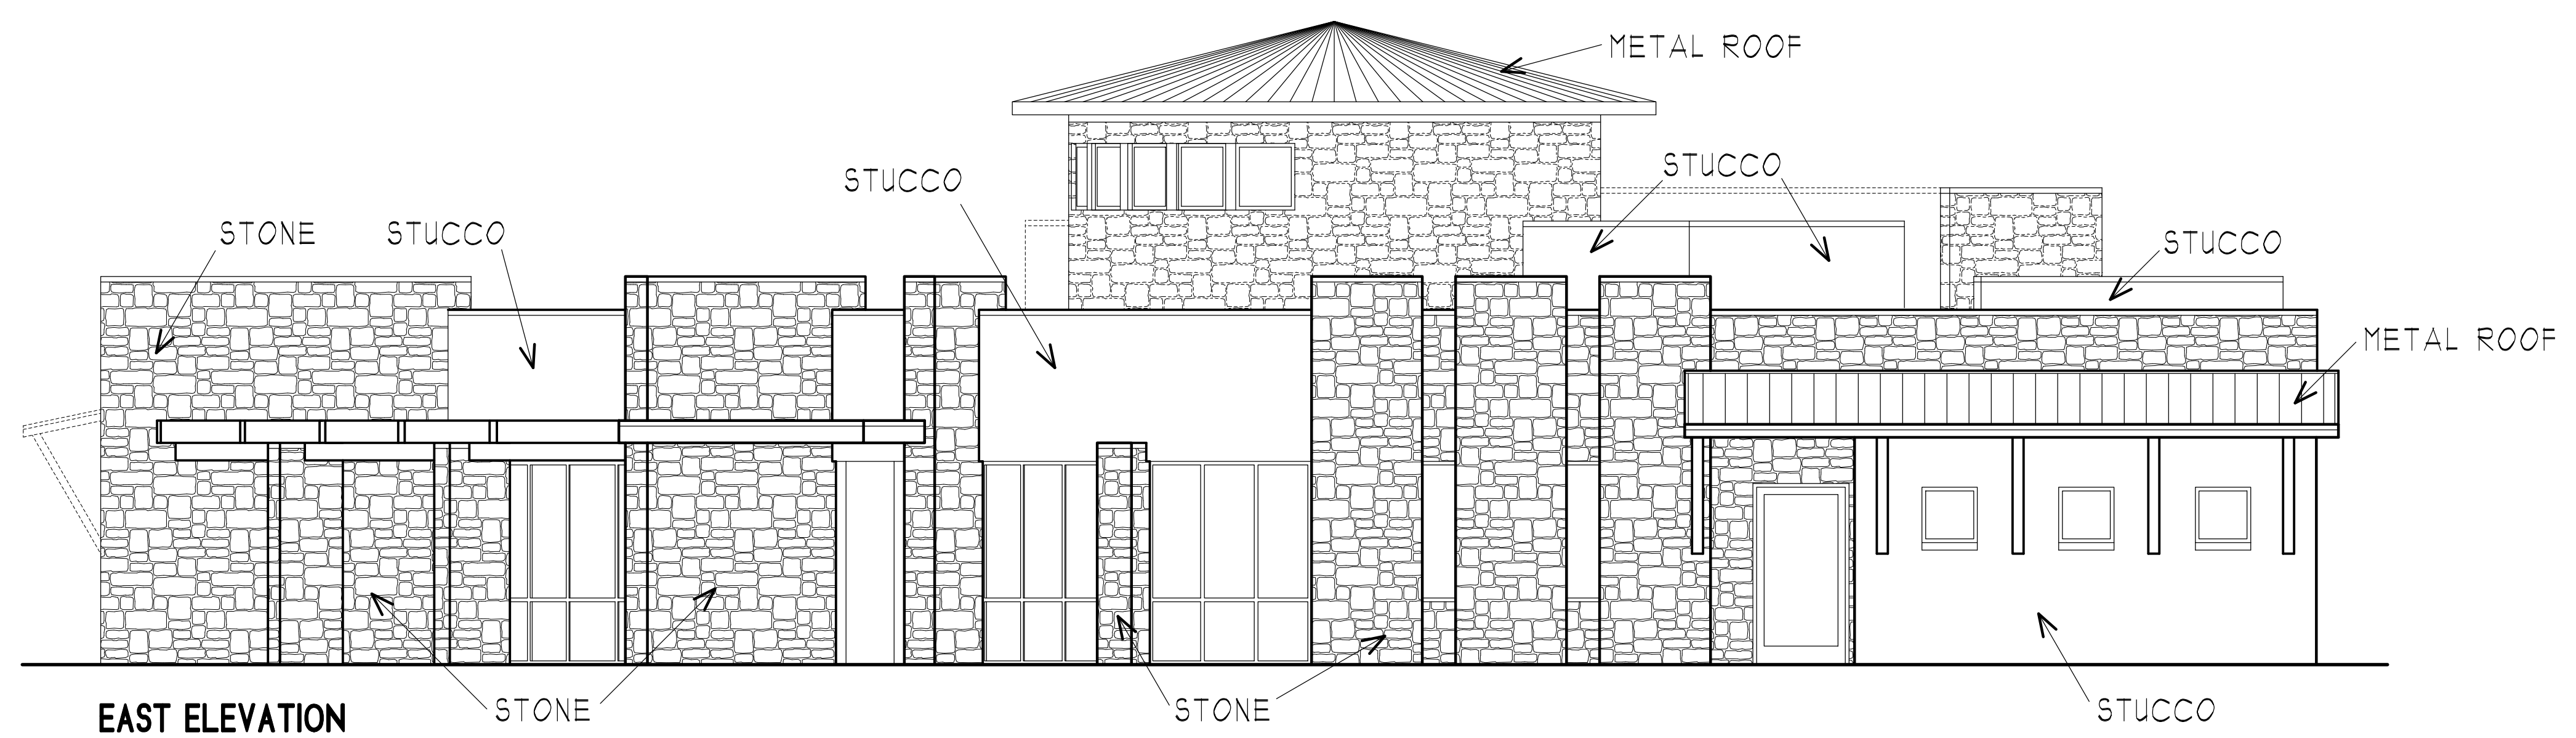 METAL ROOF
STUCCO
STUCCO
STONE
STUCCO
STUCCO
METAL ROOF
STONE
STONE
STUCCO
EAST ELEVATION